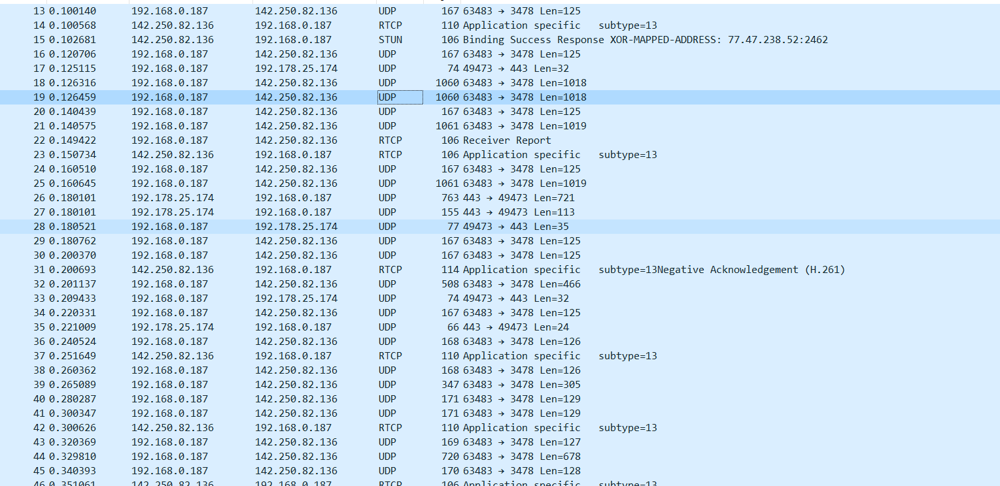 13 0.100140 192.168.0.187 142.250.82.136 UDP 167 63483 → 3478 Len=125
14 0.100568 142.250.82.136 192.168.0.187 RTCP 110 Application specific subtype=13
15 0.102681 142.250.82.136 192.168.0.187 STUN 106 Binding Success Response XOR-MAPPED-ADDRESS: 77.47.238.52:2462
16 0.120706 192.168.0.187 142.250.82.136 UDP 167 63483 → 3478 Len=125
17 0.125115 192.168.0.187 192.178.25.174 UDP 74 49473 → 443 Len=32
18 0.126316 192.168.0.187 142.250.82.136 UDP 1060 63483 → 3478 Len=1018
19 0.126459 192.168.0.187 142.250.82.136 UDP 1060 63483 → 3478 Len=1018
20 0.140439 192.168.0.187 142.250.82.136 UDP 167 63483 → 3478 Len=125
21 0.140575 192.168.0.187 142.250.82.136 UDP 1061 63483 → 3478 Len=1019
22 0.149422 192.168.0.187 142.250.82.136 RTCP 106 Receiver Report
23 0.150734 142.250.82.136 192.168.0.187 RTCP 106 Application specific subtype=13
24 0.160510 192.168.0.187 142.250.82.136 UDP 167 63483 → 3478 Len=125
25 0.160645 192.168.0.187 142.250.82.136 UDP 1061 63483 → 3478 Len=1019
26 0.180101 192.178.25.174 192.168.0.187 UDP 763 443 → 49473 Len=721
27 0.180101 192.178.25.174 192.168.0.187 UDP 155 443 → 49473 Len=113
28 0.180521 192.168.0.187 192.178.25.174 UDP 77 49473 → 443 Len=35
29 0.180762 192.168.0.187 142.250.82.136 UDP 167 63483 → 3478 Len=125
30 0.200370 192.168.0.187 142.250.82.136 UDP 167 63483 → 3478 Len=125
31 0.200693 142.250.82.136 192.168.0.187 RTCP 114 Application specific subtype=13Negative Acknowledgement (H.261)
32 0.201137 192.168.0.187 142.250.82.136 UDP 508 63483 → 3478 Len=466
33 0.209433 192.168.0.187 192.178.25.174 UDP 74 49473 → 443 Len=32
34 0.220331 192.168.0.187 142.250.82.136 UDP 167 63483 → 3478 Len=125
35 0.221009 192.178.25.174 192.168.0.187 UDP 66 443 → 49473 Len=24
36 0.240524 192.168.0.187 142.250.82.136 UDP 168 63483 → 3478 Len=126
37 0.251649 142.250.82.136 192.168.0.187 RTCP 110 Application specific subtype=13
38 0.260362 192.168.0.187 142.250.82.136 UDP 168 63483 → 3478 Len=126
39 0.265089 192.168.0.187 142.250.82.136 UDP 347 63483 → 3478 Len=305
40 0.280287 192.168.0.187 142.250.82.136 UDP 171 63483 → 3478 Len=129
41 0.300347 192.168.0.187 142.250.82.136 UDP 171 63483 → 3478 Len=129
42 0.300626 142.250.82.136 192.168.0.187 RTCP 110 Application specific subtype=13
43 0.320369 192.168.0.187 142.250.82.136 UDP 169 63483 → 3478 Len=127
44 0.329810 192.168.0.187 142.250.82.136 UDP 720 63483 → 3478 Len=678
45 0.340393 192.168.0.187 142.250.82.136 UDP 170 63483 → 3478 Len=128
46 0.351061 142.250.82.136 192.168.0.187 RTCP 106 Application specific subtype=13